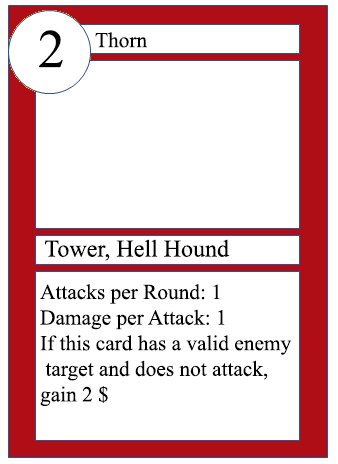 2
Thorn
Tower, Hell Hound
Attacks per Round: 1
Damage per Attack: 1
If this card has a valid enemy
target and does not attack,
gain 2 $